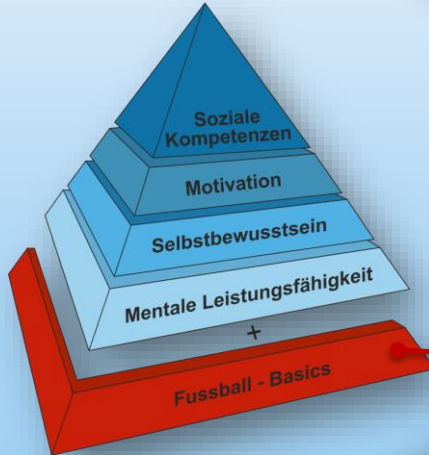 Soziale
Kompetenzen
Motivation
Selbstbewusstsein
Mentale Leistungsfähigkeit
+
Fussball - Basics